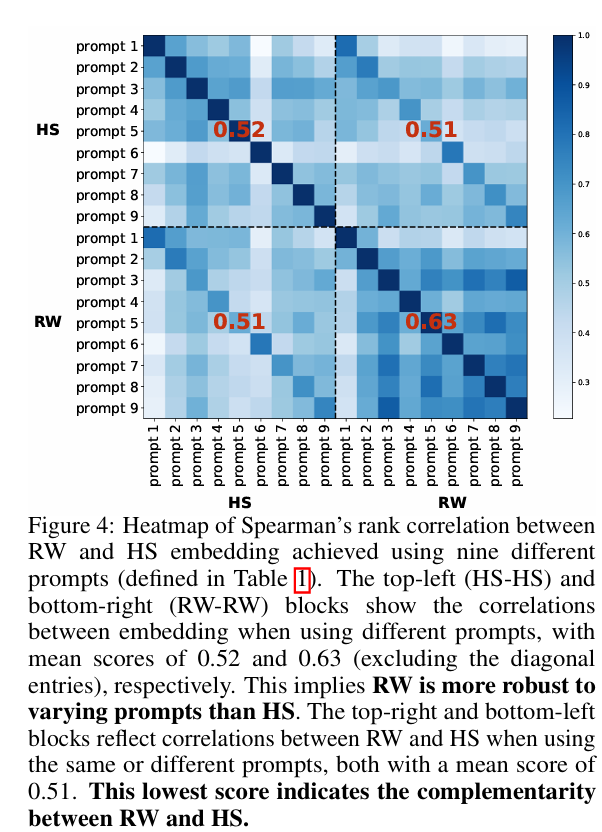 prompt 1
prompt 2
prompt 3
prompt 4
prompt 5
prompt 6
prompt 7
prompt 8
prompt 9
HS
0.52
0.51
prompt 1
prompt 2
prompt 3
prompt 4
prompt 5
prompt 6
prompt 7
prompt 8
prompt 9
RW
0.51
0.63
prompt 1
prompt 2
prompt 3
prompt 4
prompt 5
prompt 6
prompt 7
prompt 8
prompt 9
prompt 1
prompt 2
prompt 3
prompt 4
prompt 5
prompt 6
prompt 7
prompt 8
prompt 9
HS
RW
1.0
0.9
0.8
0.7
0.6
0.5
0.4
0.3
Figure 4: Heatmap of Spearman's rank correlation between
RW and HS embedding achieved using nine different
prompts (defined in Table 1). The top-left (HS-HS) and
bottom-right (RW-RW) blocks show the correlations
between embedding when using different prompts, with
mean scores of 0.52 and 0.63 (excluding the diagonal
entries), respectively. This implies RW is more robust to
varying prompts than HS. The top-right and bottom-left
blocks reflect correlations between RW and HS when using
the same or different prompts, both with a mean score of
0.51. This lowest score indicates the complementarity
between RW and HS.